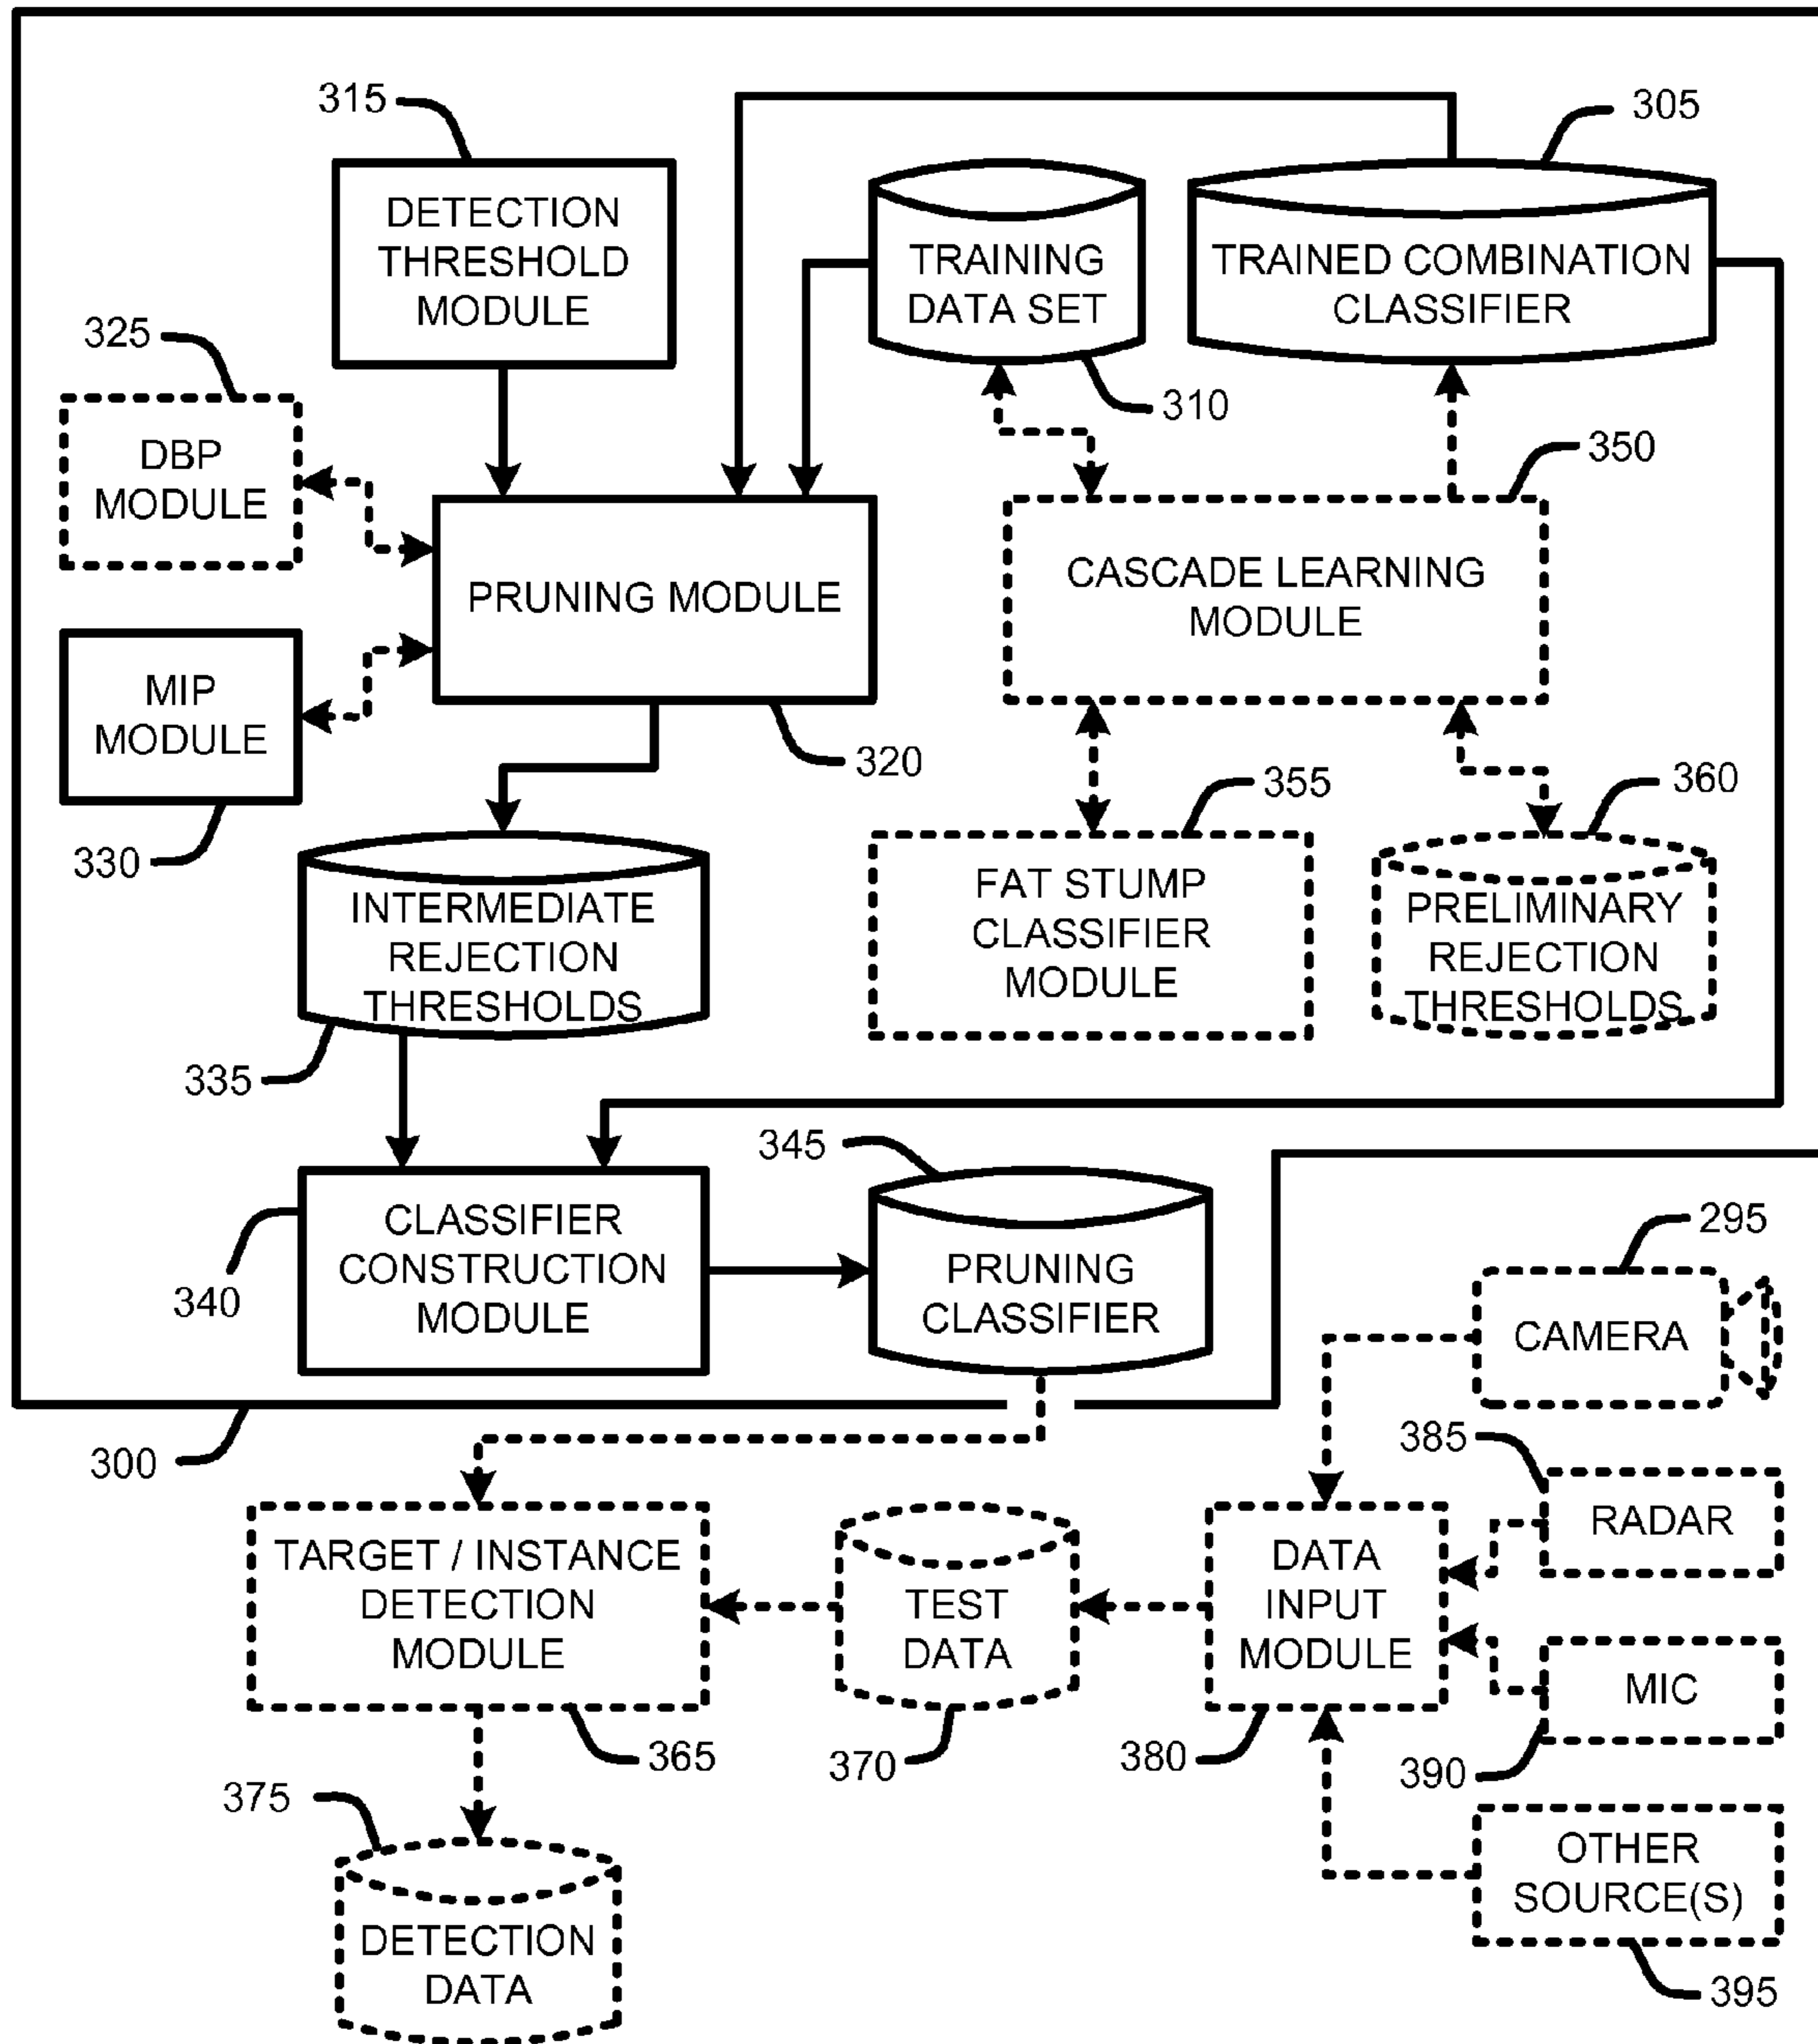 315
305
DETECTION
THRESHOLD
MODULE
TRAINING
DATA SET
TRAINED COMBINATION
CLASSIFIER
325
310
DBP
MODULE
350
PRUNING MODULE
CASCADE LEARNING
MODULE
MIP
MODULE
320
330
355
360
INTERMEDIATE
REJECTION
THRESHOLDS
FAT STUMP
CLASSIFIER
MODULE
PRELIMINARY
REJECTION
THRESHOLDS
335
345
340
CLASSIFIER
CONSTRUCTION
MODULE
PRUNING
CLASSIFIER
295
CAMERA
300
385
RADAR
TARGET / INSTANCE
DETECTION
MODULE
TEST
DATA
DATA
INPUT
MODULE
MIC
365
370
380
390
375
OTHER
SOURCE(S)
DETECTION
DATA
395